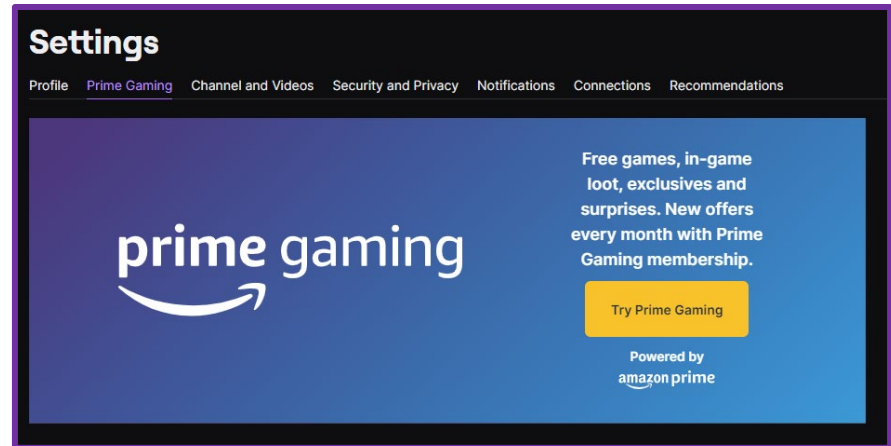 Settings
Profile Prime Gaming Channel and Videos Security and Privacy Notifications Connections Recommendations
prime gaming
Free games, in-game
loot, exclusives and
surprises. New offers
every month with Prime
Gaming membership.
Try Prime Gaming
Powered by
amazon prime